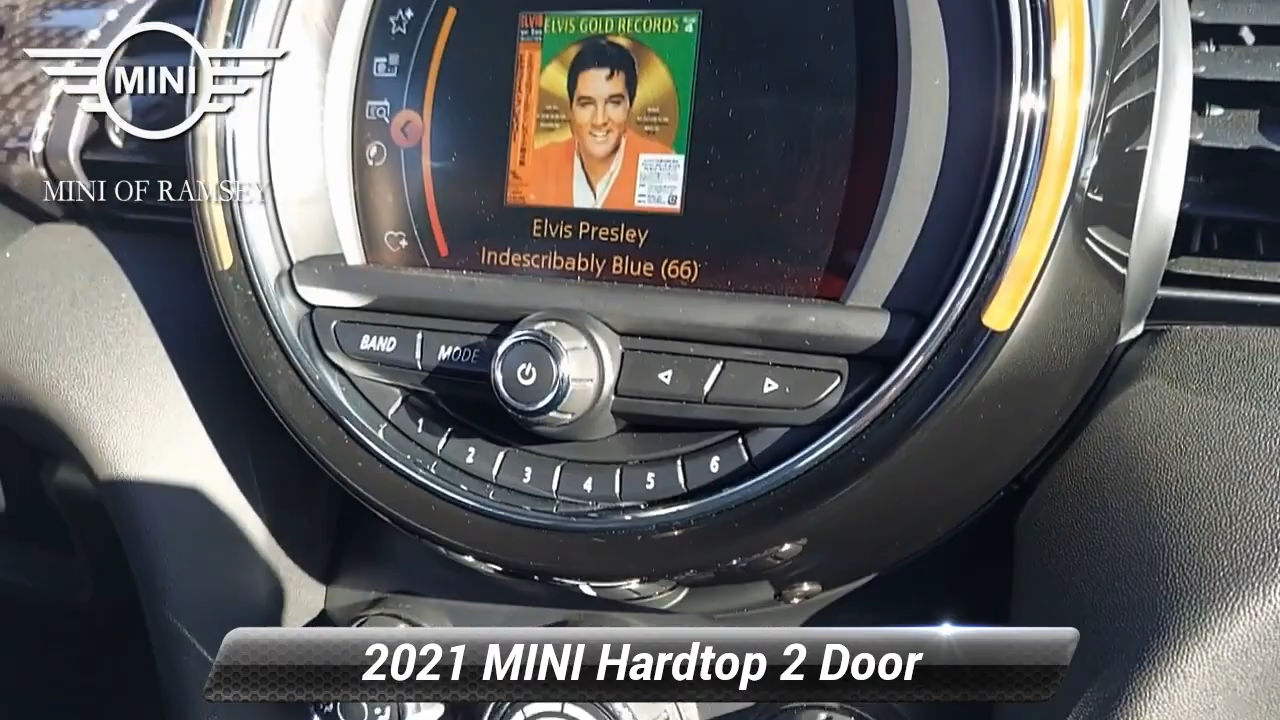 MINI
MINI OF RAMSEY
ELVIS GOLD RECORDS
4
Elvis Presley
Indescribably Blue (66)
BAND
MODE
1
2
3
4
5
6
2021 MINI Hardtop 2 Door